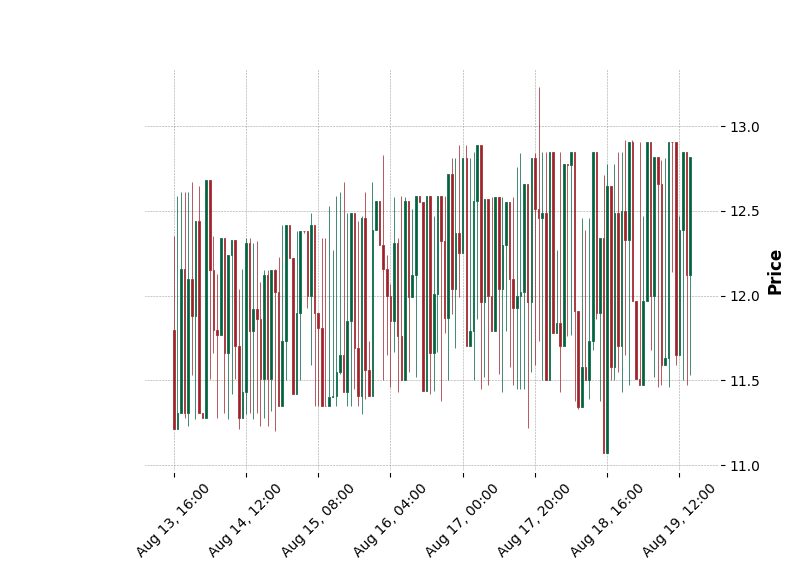 13.0
12.5
12.0
11.5
11.0
Price
Aug 13, 16:00
Aug 14, 12:00
Aug 15, 08:00
Aug 16, 04:00
Aug 17, 00:00
Aug 17, 20:00
Aug 18, 16:00
Aug 19, 12:00